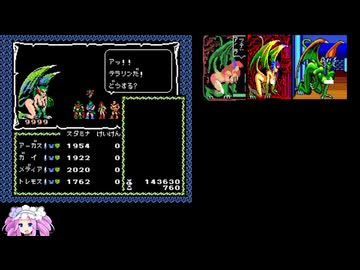 アッ!!
タラリンだ!
どうする?
9999
スタミナ けいけん
アーガス! 1954 0
ガイ! 1922 0
メディア! 2020 0
トレモス! 1762 0
143630
760